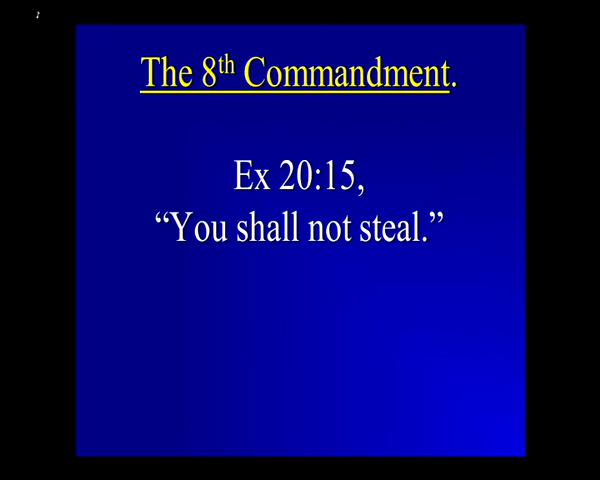 The 8th Commandment.
Ex 20:15,
“You shall not steal.”